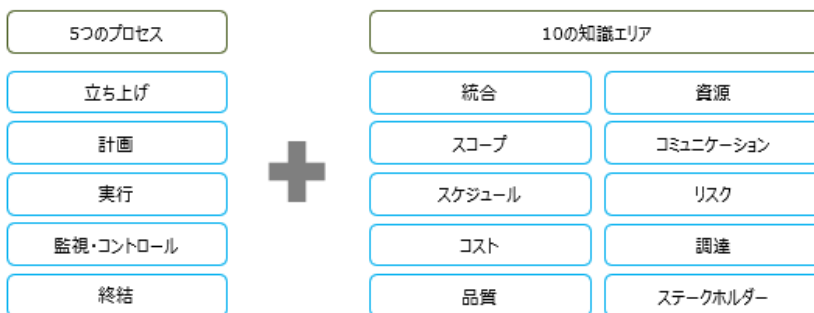 5つのプロセス
立ち上げ
計画
実行
監視・コントロール
終結
10の知識エリア
統合
資源
スコープ
コミュニケーション
スケジュール
リスク
コスト
調達
品質
ステークホルダー